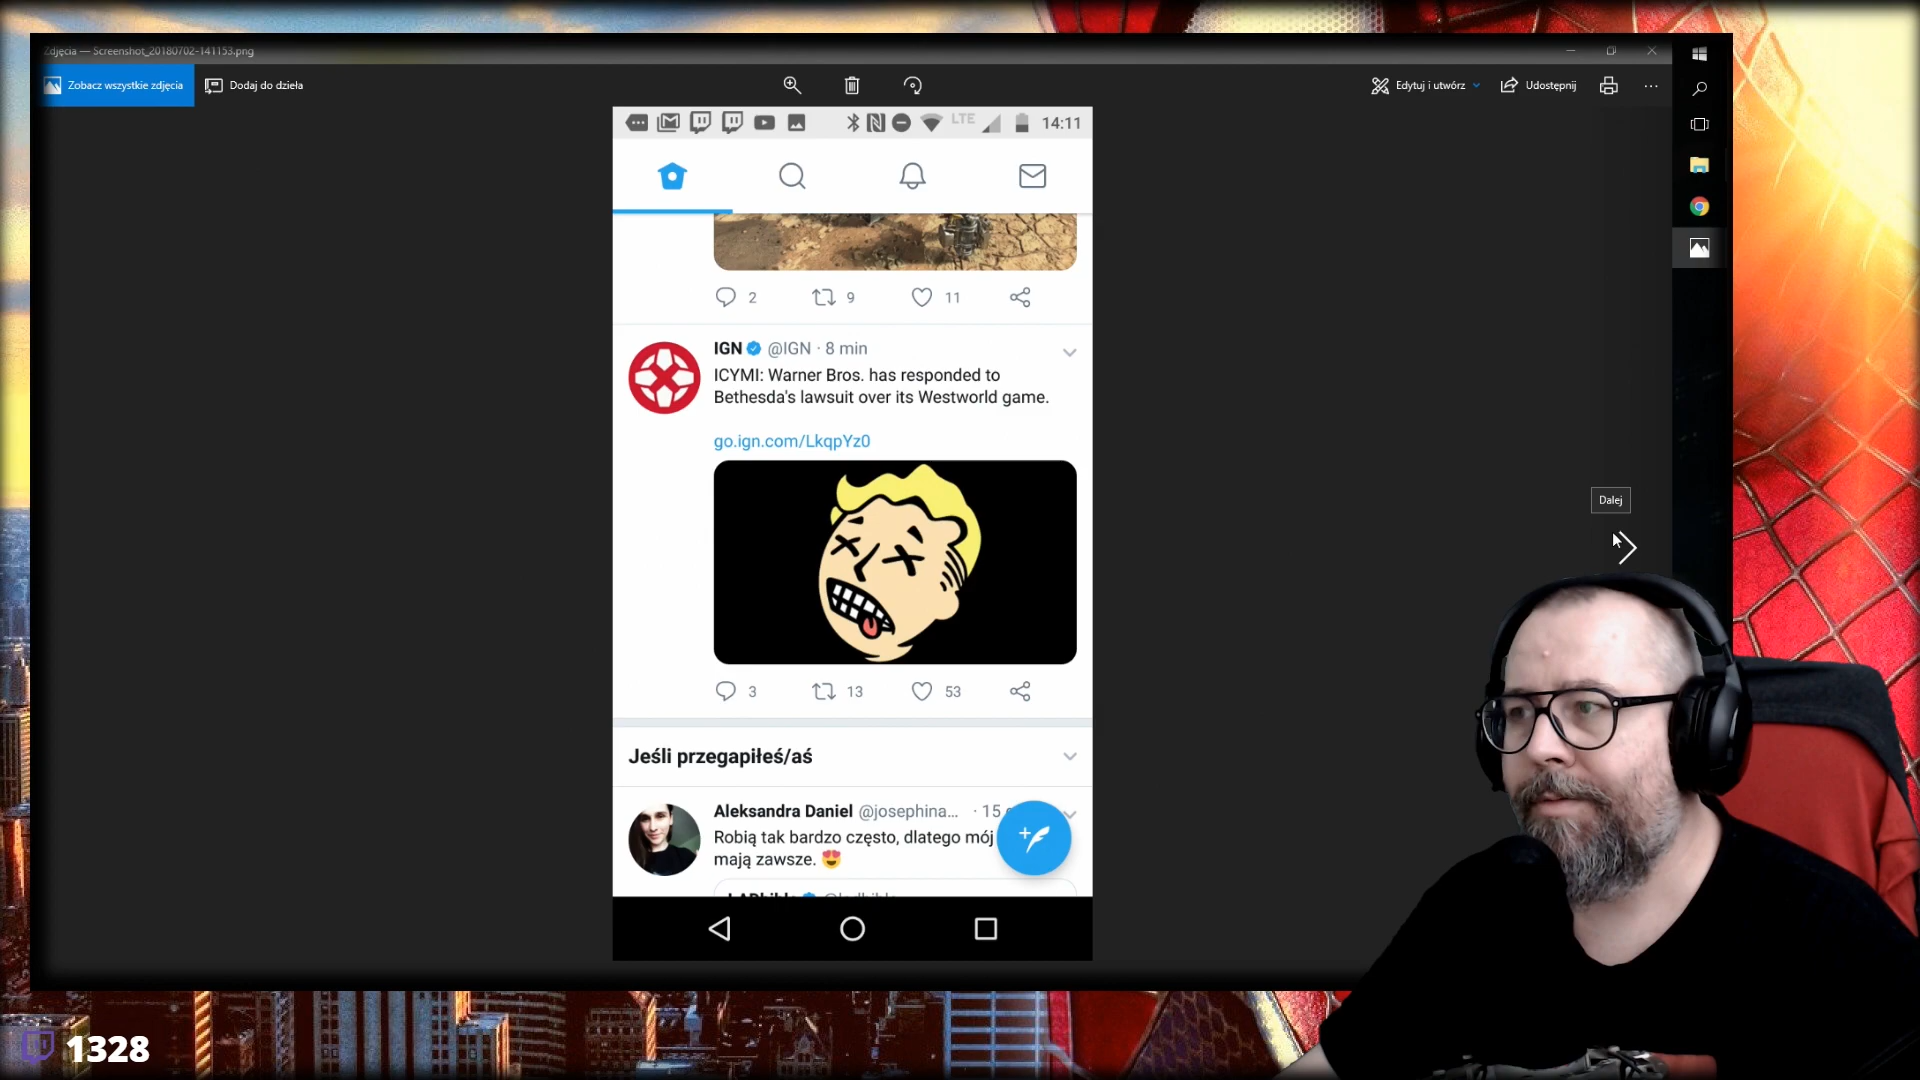 Zdjęcia — Screenshot_20180702-141153.png
Zobacz wszystkie zdjęcia
Dodaj do dzieła
Edytuj i utwórz
Udostępnij
LTE
14:11
2
9
11
IGN @IGN · 8 min
ICYMI: Warner Bros. has responded to
Bethesda's lawsuit over its Westworld game.
go.ign.com/LkqpYz0
Dalej
3
13
53
Jeśli przegapiłeś/aś
Aleksandra Daniel @josephina... · 15
Robią tak bardzo często, dlatego mój
mają zawsze. 😍
1328